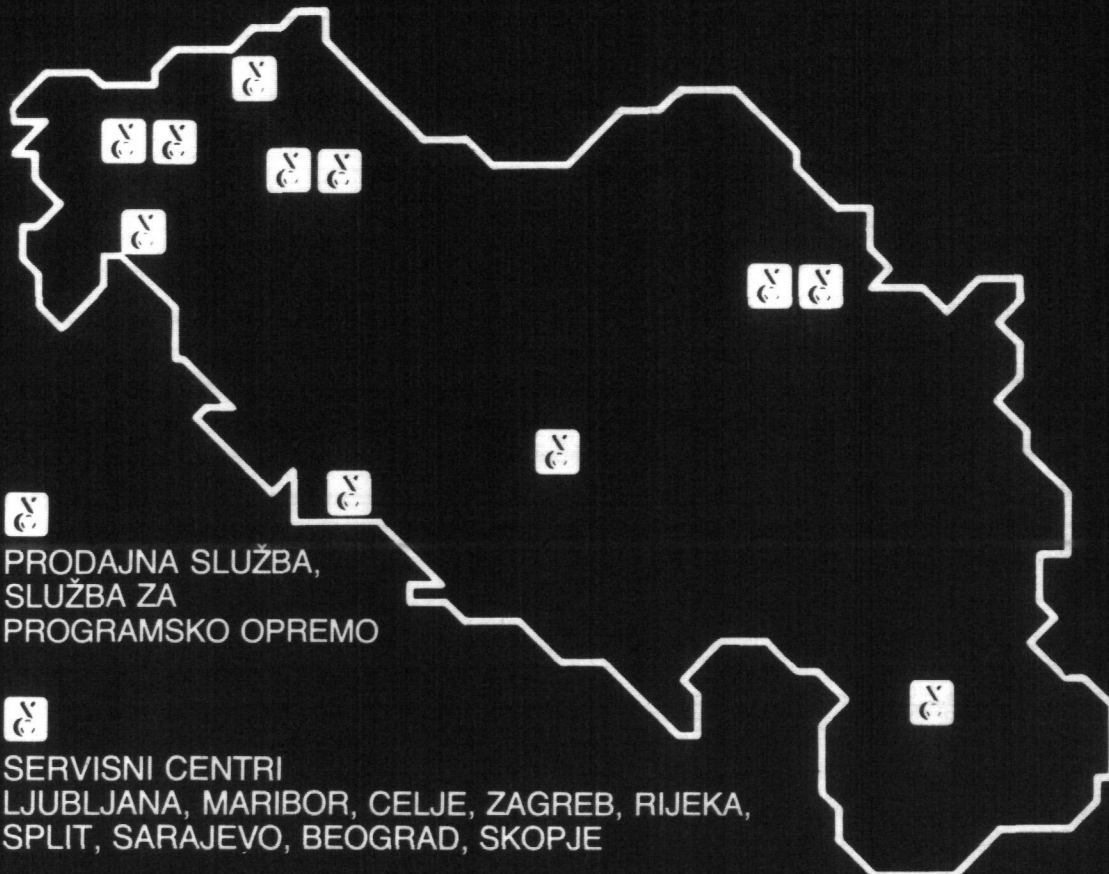 PRODAJNA SLUŽBA,
SLUŽBA ZA
PROGRAMSKO OPREMO
SERVISNI CENTRI
LJUBLJANA, MARIBOR, CELJE, ZAGREB, RIJEKA,
SPLIT, SARAJEVO, BEOGRAD, SKOPJE